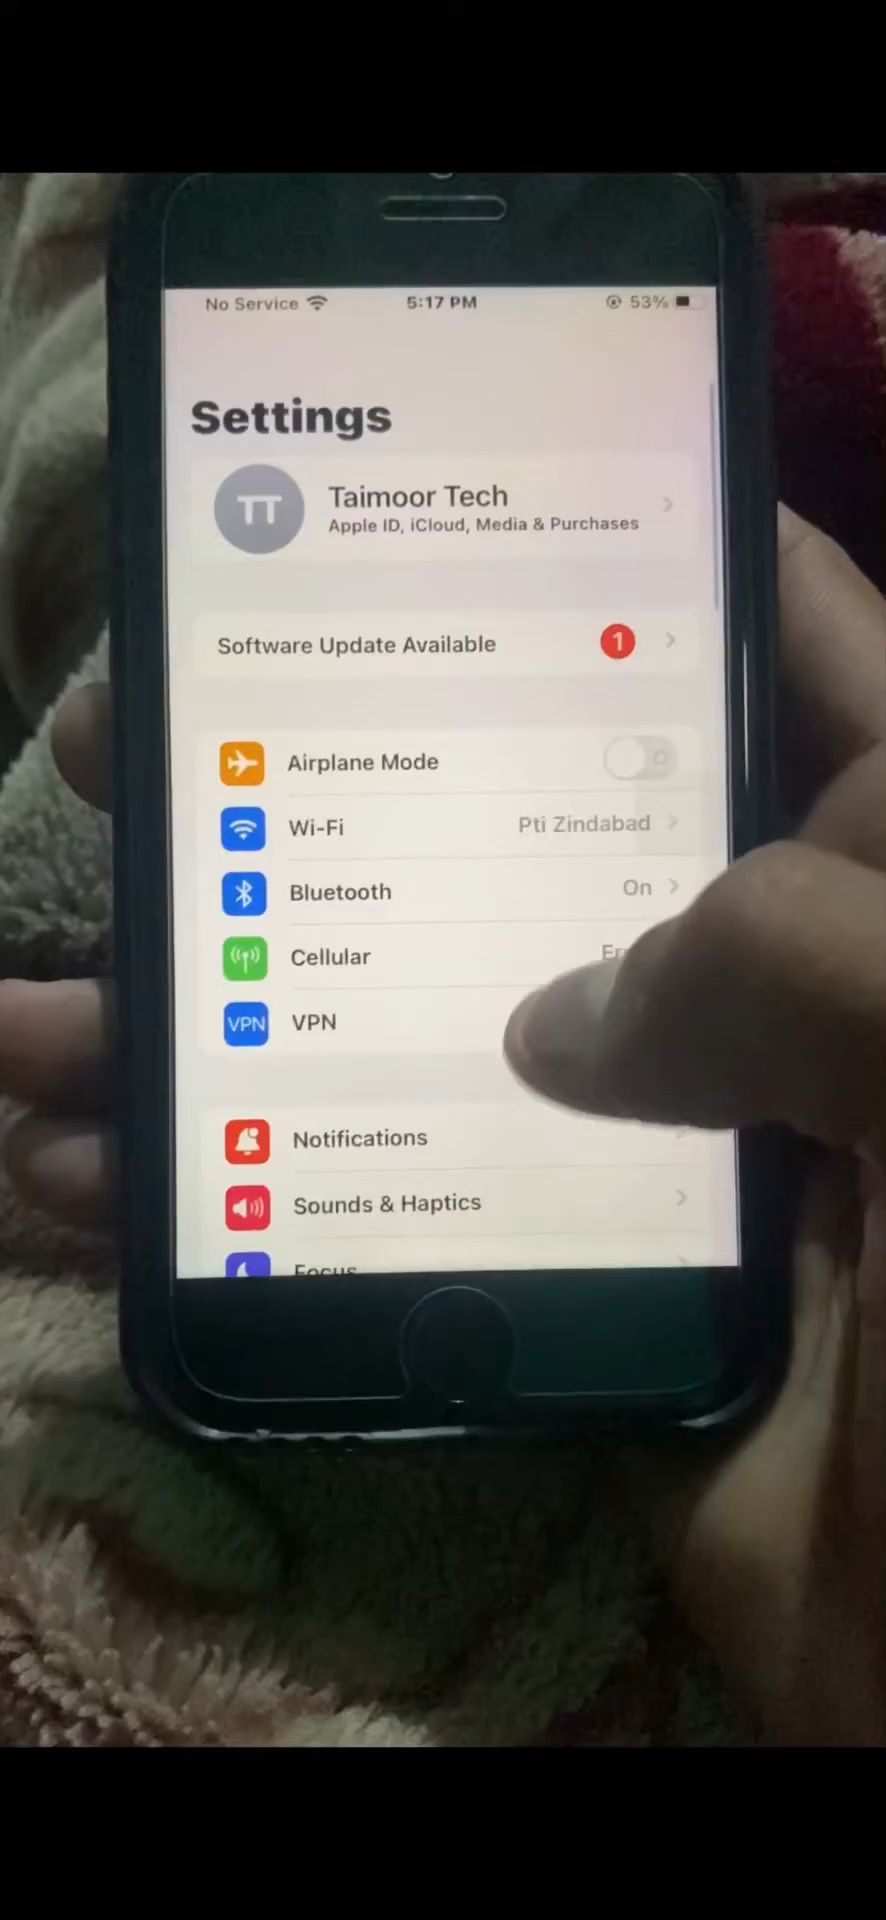 No Service 5:17 PM 53%
Settings
TT
Taimoor Tech
Apple ID, iCloud, Media & Purchases
Software Update Available 1
Airplane Mode
Wi-Fi Pti Zindabad
Bluetooth On
Cellular
VPN VPN
Notifications
Sounds & Haptics
Focus